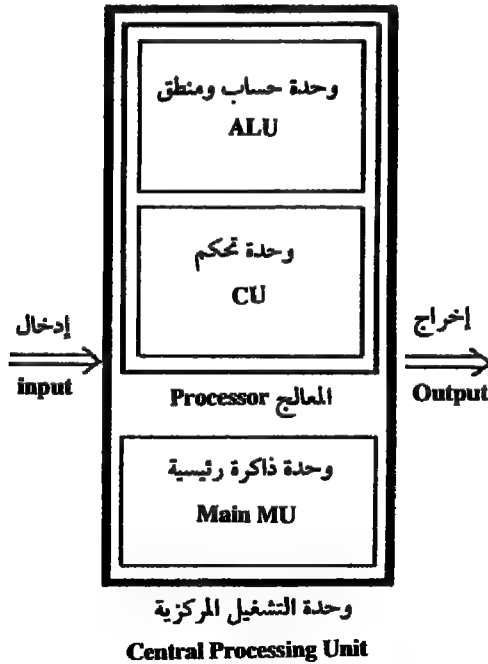 وحدة حساب ومنطق
ALU
وحدة تحكم
CU
إدخال
input
إخراج
Output
المعالج Processor
وحدة ذاكرة رئيسية
Main MU
وحدة التشغيل المركزية
Central Processing Unit